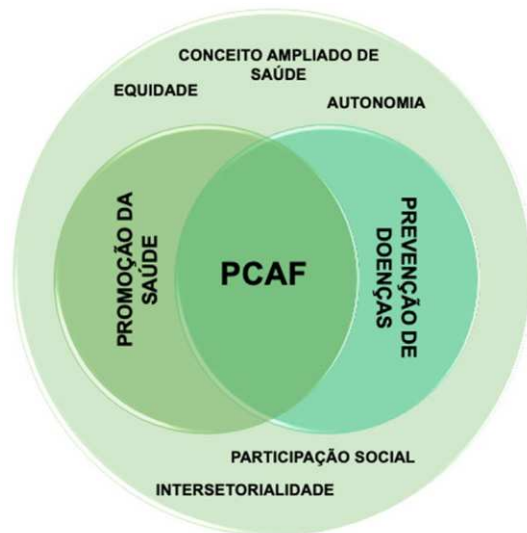 CONCEITO AMPLIADO DE
SAÚDE
EQUIDADE
AUTONOMIA
PROMOÇÃO DA
SAÚDE
PCAF
PREVENÇÃO DE
DOENÇAS
PARTICIPAÇÃO SOCIAL
INTERSETORIALIDADE